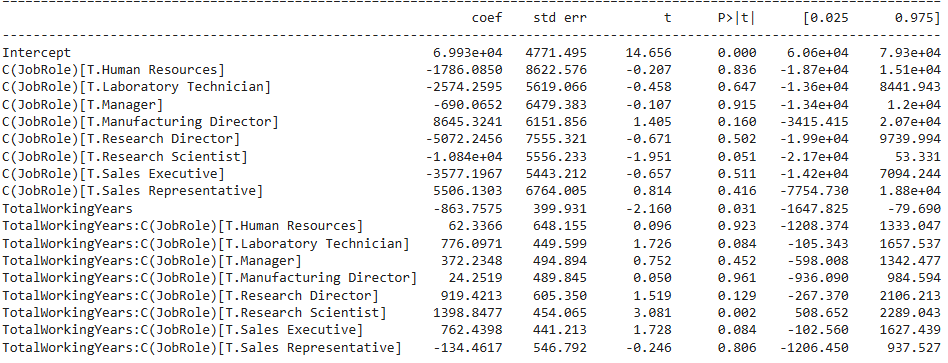 coef std err t P>|t| [0.025 0.975]
Intercept 6.993e+04 4771.495 14.656 0.000 6.06e+04 7.93e+04
C(JobRole)[T.Human Resources] -1786.0850 8622.576 -0.207 0.836 -1.87e+04 1.51e+04
C(JobRole)[T.Laboratory Technician] -2574.2595 5619.066 -0.458 0.647 -1.36e+04 8441.943
C(JobRole)[T.Manager] -690.0652 6479.383 -0.107 0.915 -1.34e+04 1.2e+04
C(JobRole)[T.Manufacturing Director] 8645.3241 6151.856 1.405 0.160 -3415.415 2.07e+04
C(JobRole)[T.Research Director] -5072.2456 7555.321 -0.671 0.502 -1.99e+04 9739.994
C(JobRole)[T.Research Scientist] -1.084e+04 5556.233 -1.951 0.051 -2.17e+04 53.331
C(JobRole)[T.Sales Executive] -3577.1967 5443.212 -0.657 0.511 -1.42e+04 7094.244
C(JobRole)[T.Sales Representative] 5506.1303 6764.005 0.814 0.416 -7754.730 1.88e+04
TotalWorkingYears -863.7575 399.931 -2.160 0.031 -1647.825 -79.690
TotalWorkingYears:C(JobRole)[T.Human Resources] 62.3366 648.155 0.096 0.923 -1208.374 1333.047
TotalWorkingYears:C(JobRole)[T.Laboratory Technician] 776.0971 449.599 1.726 0.084 -105.343 1657.537
TotalWorkingYears:C(JobRole)[T.Manager] 372.2348 494.894 0.752 0.452 -598.008 1342.477
TotalWorkingYears:C(JobRole)[T.Manufacturing Director] 24.2519 489.845 0.050 0.961 -936.090 984.594
TotalWorkingYears:C(JobRole)[T.Research Director] 919.4213 605.350 1.519 0.129 -267.370 2106.213
TotalWorkingYears:C(JobRole)[T.Research Scientist] 1398.8477 454.065 3.081 0.002 508.652 2289.043
TotalWorkingYears:C(JobRole)[T.Sales Executive] 762.4398 441.213 1.728 0.084 -102.560 1627.439
TotalWorkingYears:C(JobRole)[T.Sales Representative] -134.4617 546.792 -0.246 0.806 -1206.450 937.527